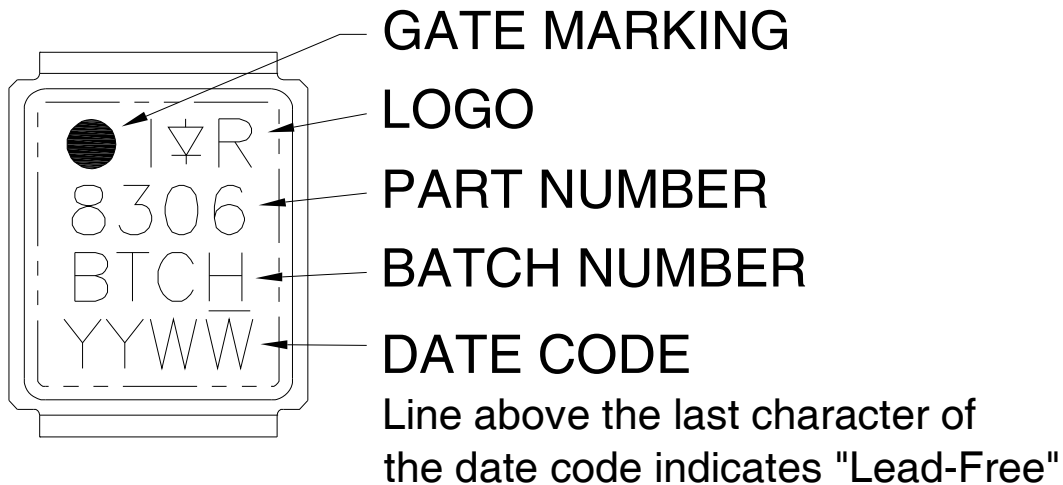 GATE MARKING
I R
LOGO
8306
PART NUMBER
BTCH
BATCH NUMBER
YYWW
DATE CODE
Line above the last character of
the date code indicates "Lead-Free"